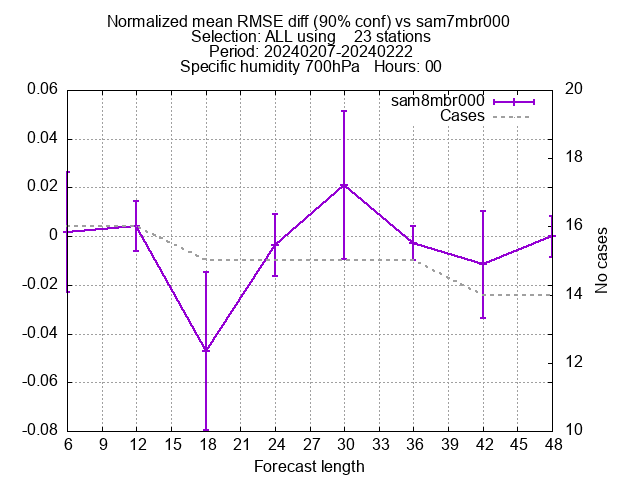 Normalized mean RMSE diff (90% conf) vs sam7mbr000
Selection: ALL using    23 stations
Period: 20240207-20240222
Specific humidity 700hPa   Hours: 00
sam8mbr000
Cases
0.06
0.04
0.02
0
-0.02
-0.04
-0.06
-0.08
20
18
16
14
12
10
No cases
6 9 12 15 18 21 24 27 30 33 36 39 42 45 48
Forecast length